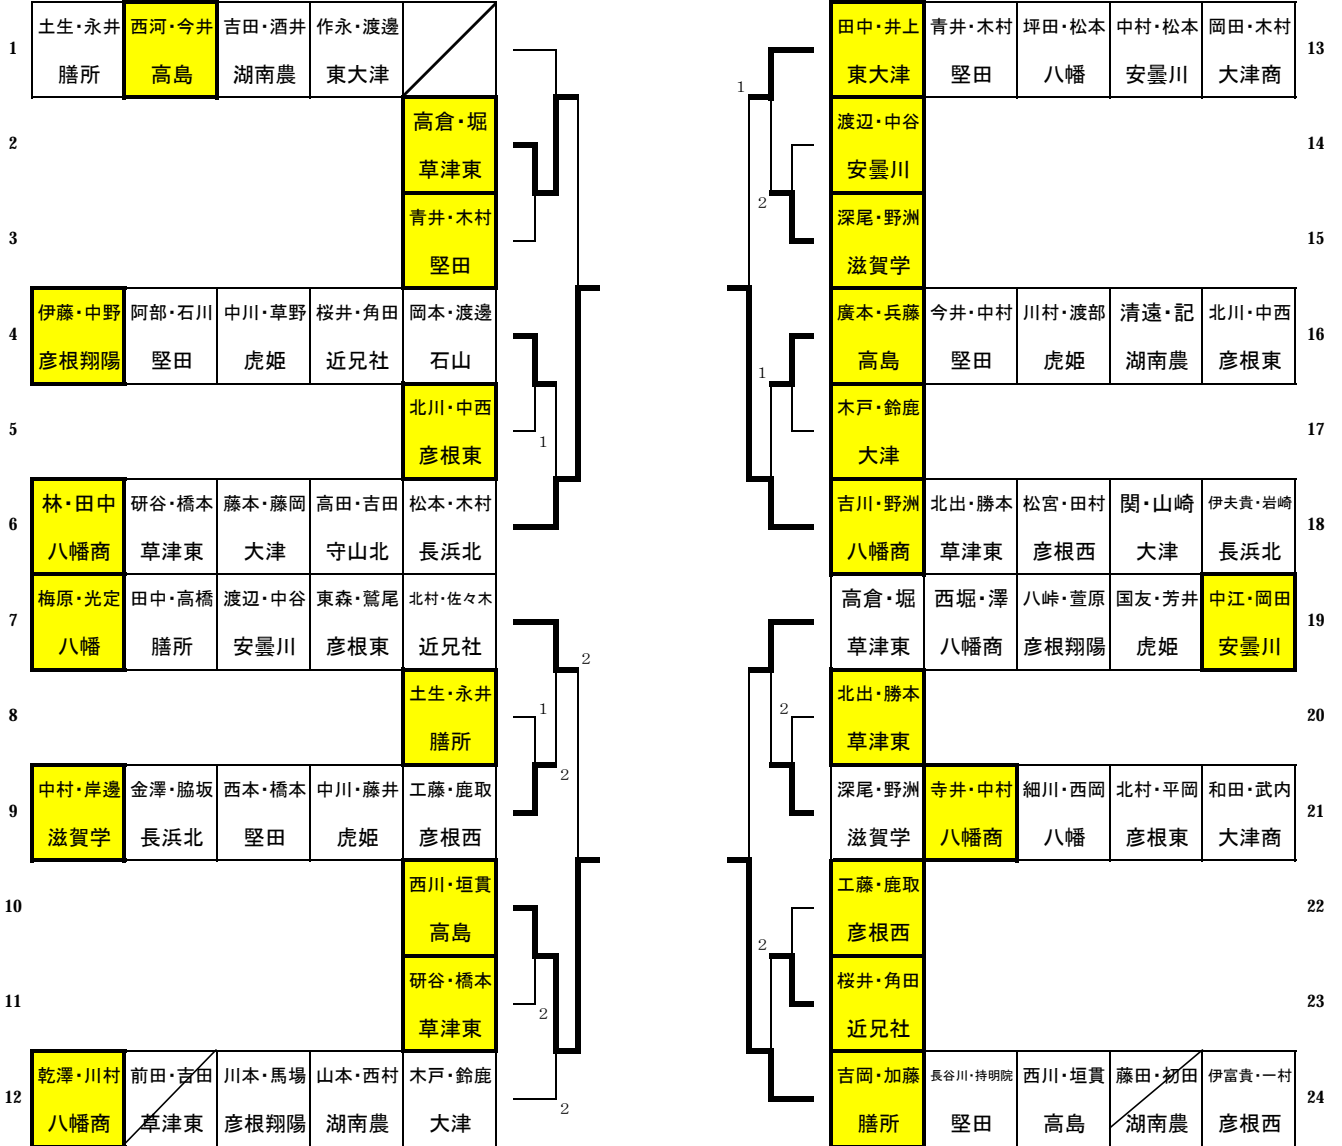 1 土生・永井 西河・今井 吉田・酒井 作永・渡邊
膳所 高島 湖南農 東大津
2 高倉・堀
草津東
3 青井・木村
堅田
4 伊藤・中野 阿部・石川 中川・草野 桜井・角田 岡本・渡邊
彦根翔陽 堅田 虎姫 近兄社 石山
5 北川・中西
彦根東
1
6 林・田中 研谷・橋本 藤本・藤岡 高田・吉田 松本・木村
八幡商 草津東 大津 守山北 長浜北
7 梅原・光定 田中・高橋 渡辺・中谷 東森・鷲尾 北村・佐々木
八幡 膳所 安曇川 彦根東 近兄社
2
8 土生・永井
膳所
1
2
9 中村・岸邊 金澤・脇坂 西本・橋本 中川・藤井 工藤・鹿取
滋賀学 長浜北 堅田 虎姫 彦根西
10 西川・垣貫
高島
11 研谷・橋本
草津東
2
12 乾澤・川村 前田・吉田 川本・馬場 山本・西村 木戸・鈴鹿
八幡商 草津東 彦根翔陽 湖南農 大津
2
田中・井上 青井・木村 坪田・松本 中村・松本 岡田・木村 13
東大津 堅田 八幡 安曇川 大津商
1
渡辺・中谷 14
安曇川
2
深尾・野洲 15
滋賀学
廣本・兵藤 今井・中村 川村・渡部 清遠・記 北川・中西 16
高島 堅田 虎姫 湖南農 彦根東
1
木戸・鈴鹿 17
大津
吉川・野洲 北出・勝本 松宮・田村 関・山崎 伊夫貴・岩崎 18
八幡商 草津東 彦根西 大津 長浜北
高倉・堀 西堀・澤 八峠・萱原 国友・芳井 中江・岡田 19
草津東 八幡商 彦根翔陽 虎姫 安曇川
北出・勝本 20
草津東
2
深尾・野洲 寺井・中村 細川・西岡 北村・平岡 和田・武内 21
滋賀学 八幡商 八幡 彦根東 大津商
工藤・鹿取 22
彦根西
2
桜井・角田 23
近兄社
吉岡・加藤 長谷川・持明院 西川・垣貫 藤田・初田 伊富貴・一村 24
膳所 堅田 高島 湖南農 彦根西